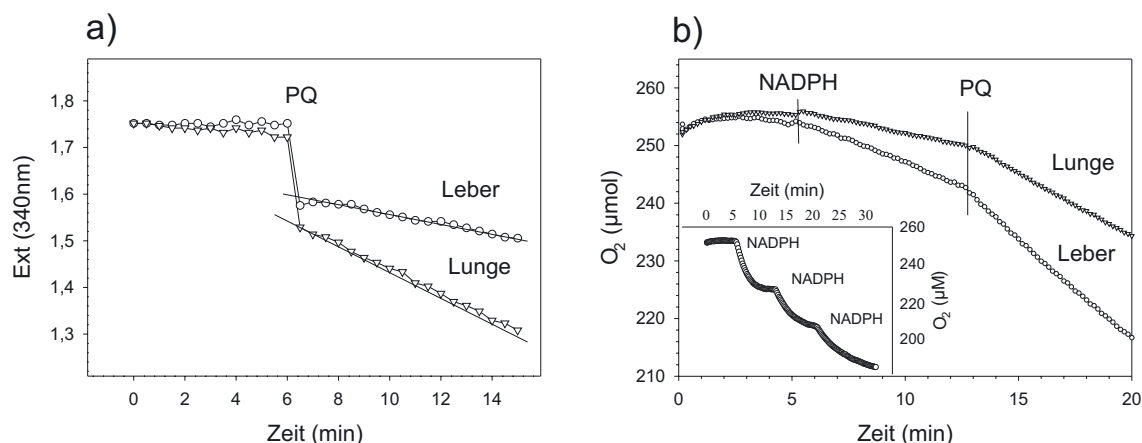 a)
Ext (340nm)
1,8
1,7
1,6
1,5
1,4
1,3
PQ
Leber
Lunge
0 2 4 6 8 10 12 14
Zeit (min)
b)
O2 (µmol)
260
250
240
230
220
210
NADPH
PQ
Lunge
Leber
Zeit (min)
0 5 10 15 20 25 30
NADPH
NADPH
NADPH
260
240
220
200
O2 (µM)
0 5 10 15 20
Zeit (min)